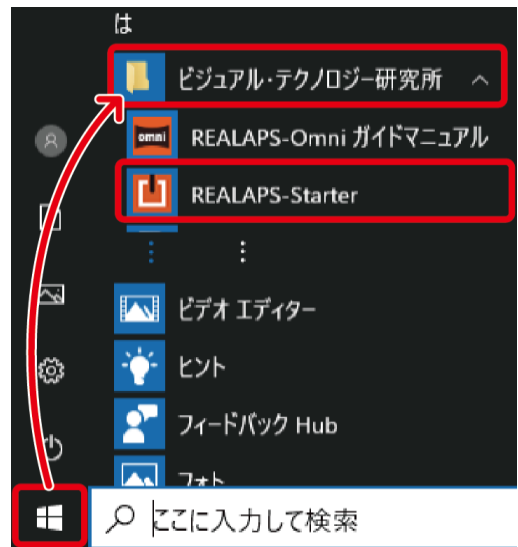 は
ビジュアル・テクノロジー研究所
omni REALAPS-Omni ガイドマニュアル
REALAPS-Starter
ビデオ エディター
ヒント
フィードバック Hub
フォト
ここに入力して検索